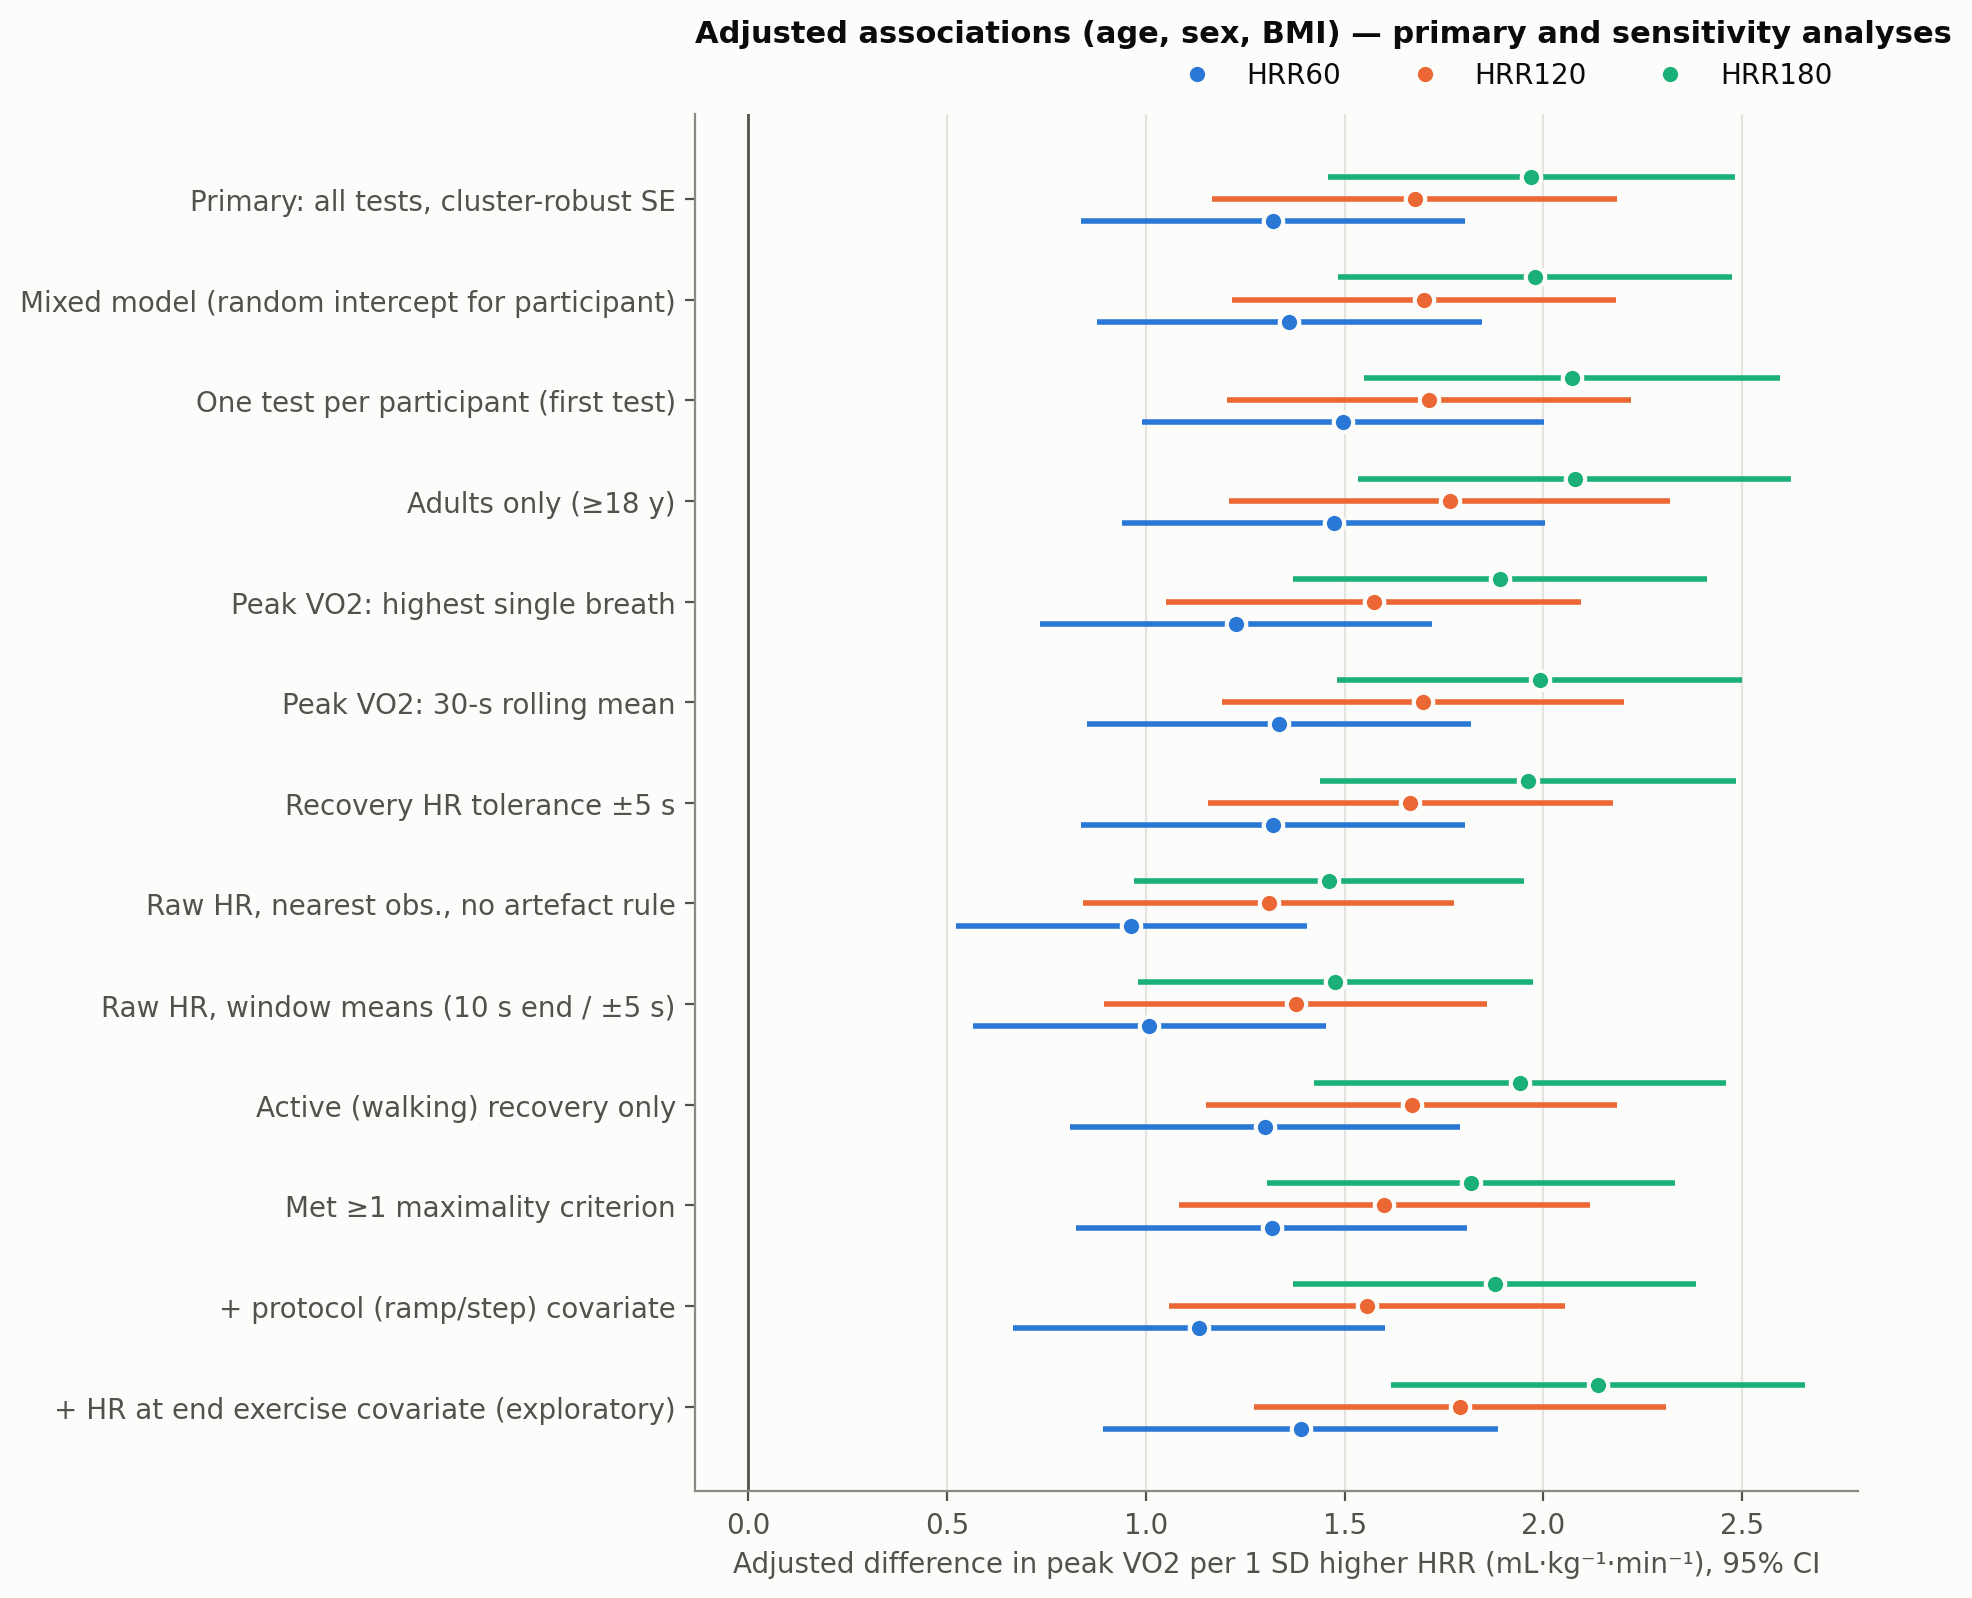 Adjusted associations (age, sex, BMI) — primary and sensitivity analyses
HRR60 HRR120 HRR180
Primary: all tests, cluster-robust SE
Mixed model (random intercept for participant)
One test per participant (first test)
Adults only (≥18 y)
Peak VO2: highest single breath
Peak VO2: 30-s rolling mean
Recovery HR tolerance ±5 s
Raw HR, nearest obs., no artefact rule
Raw HR, window means (10 s end / ±5 s)
Active (walking) recovery only
Met ≥1 maximality criterion
+ protocol (ramp/step) covariate
+ HR at end exercise covariate (exploratory)
0.0 0.5 1.0 1.5 2.0 2.5
Adjusted difference in peak VO2 per 1 SD higher HRR (mL·kg⁻¹·min⁻¹), 95% CI